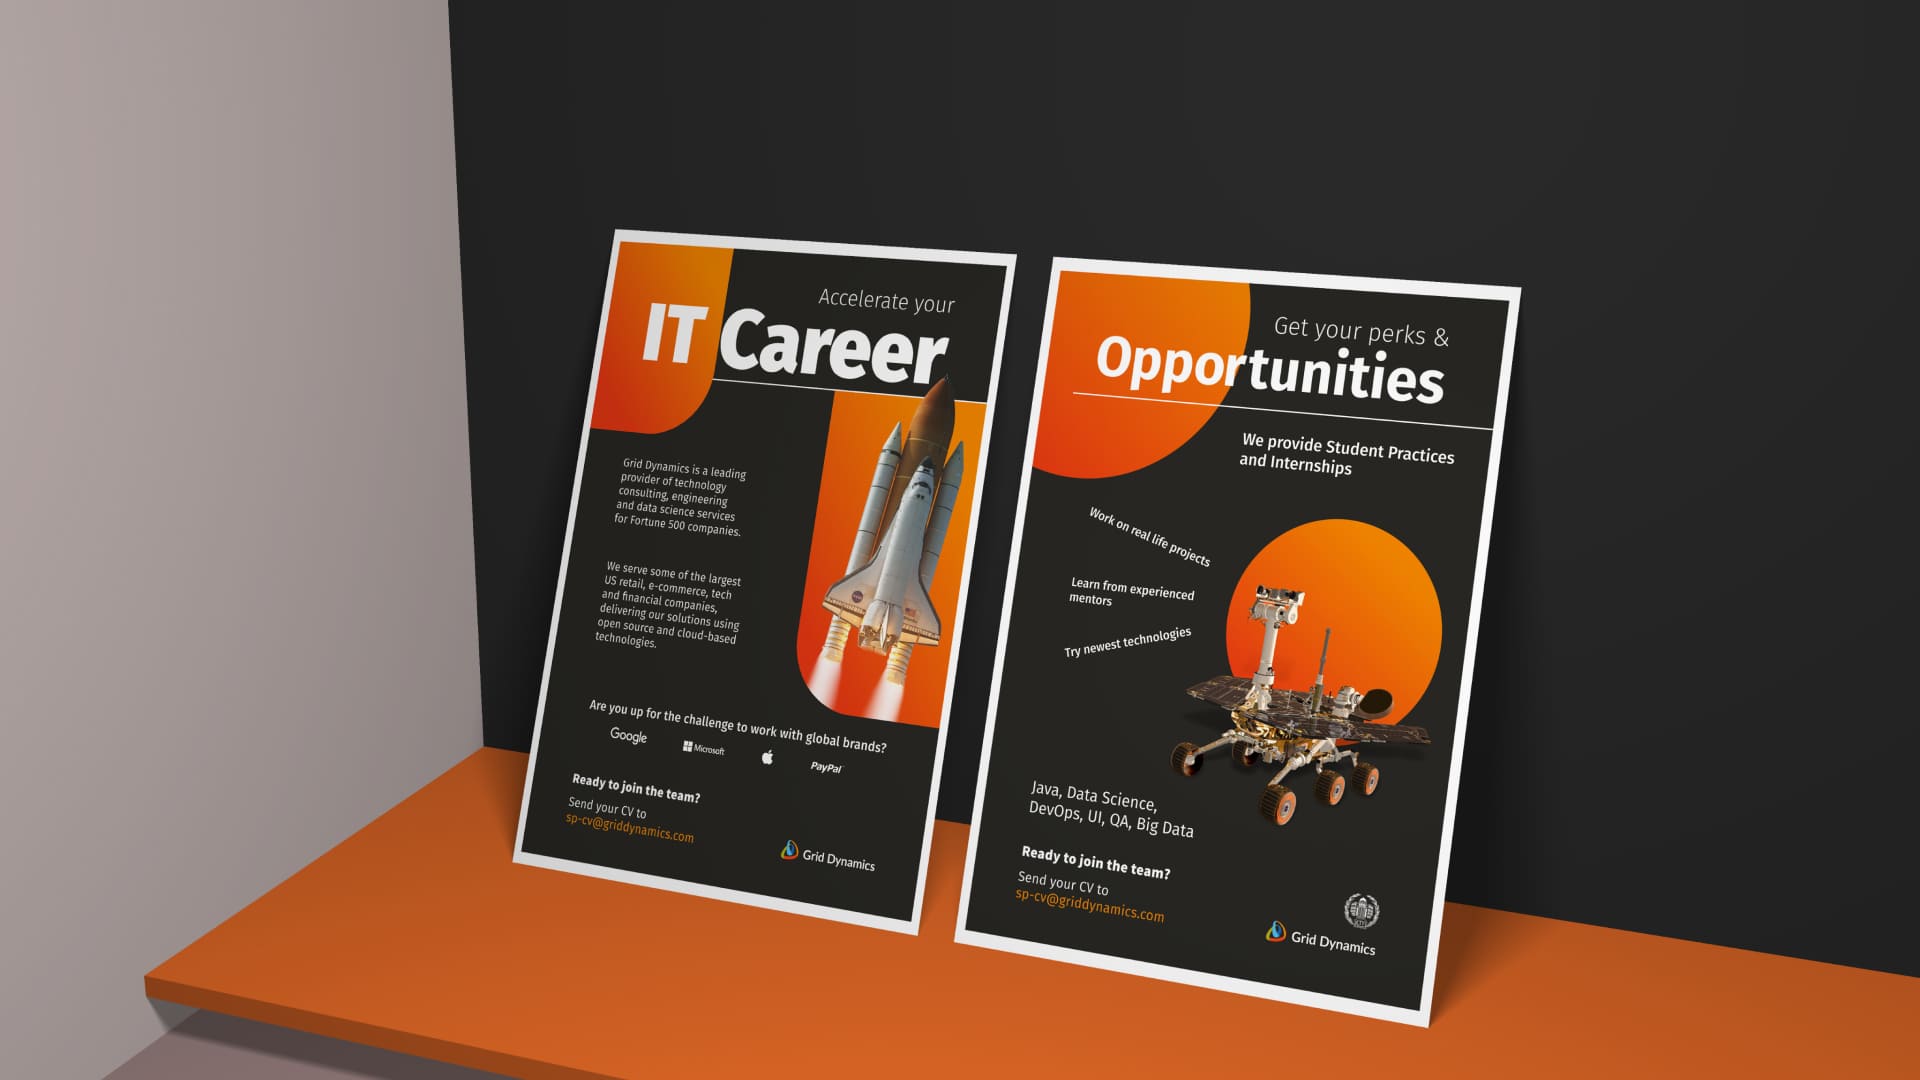 Accelerate your
IT Career
Grid Dynamics is a leading
provider of technology
consulting, engineering
and data science services
for Fortune 500 companies.
We serve some of the largest
US retail, e-commerce, tech
and financial companies,
delivering our solutions using
open source and cloud-based
technologies.
Are you up for the challenge to work with global brands?
Google
Microsoft
PayPal
Ready to join the team?
Send your CV to
sp-cv@griddynamics.com
Grid Dynamics
Get your perks &
Opportunities
We provide Student Practices
and Internships
Work on real life projects
Learn from experienced
mentors
Try newest technologies
Java, Data Science,
DevOps, UI, QA, Big Data
Ready to join the team?
Send your CV to
sp-cv@griddynamics.com
Grid Dynamics